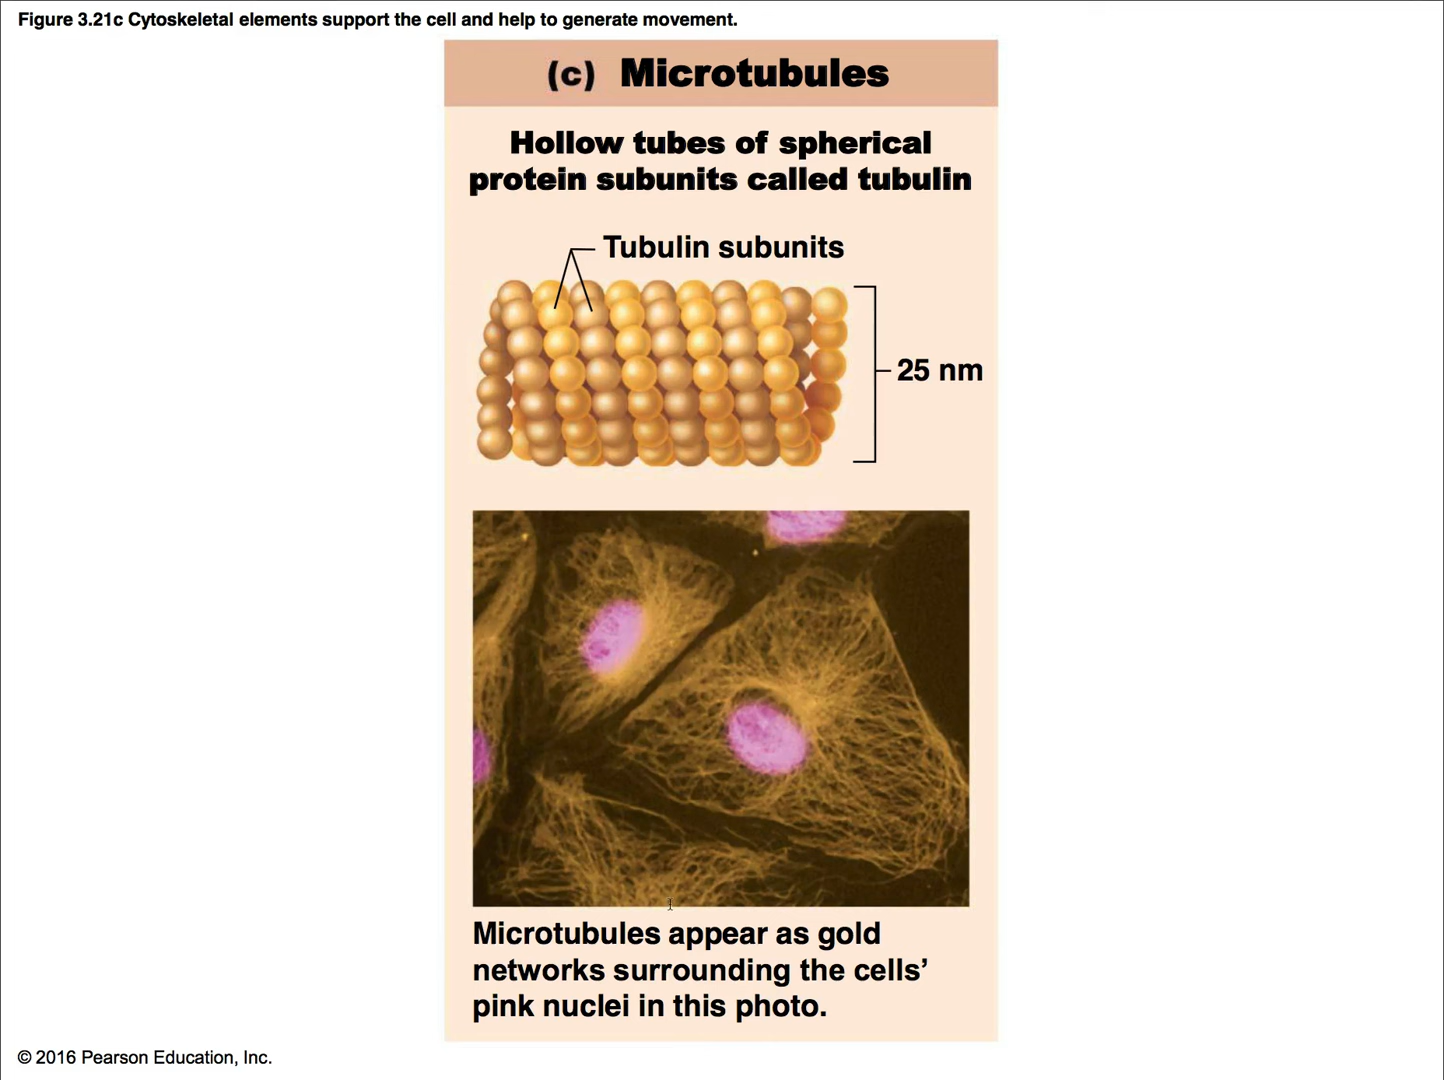 Figure 3.21c Cytoskeletal elements support the cell and help to generate movement.
(c) Microtubules
Hollow tubes of spherical
protein subunits called tubulin
Tubulin subunits
25 nm
Microtubules appear as gold
networks surrounding the cells’
pink nuclei in this photo.
© 2016 Pearson Education, Inc.